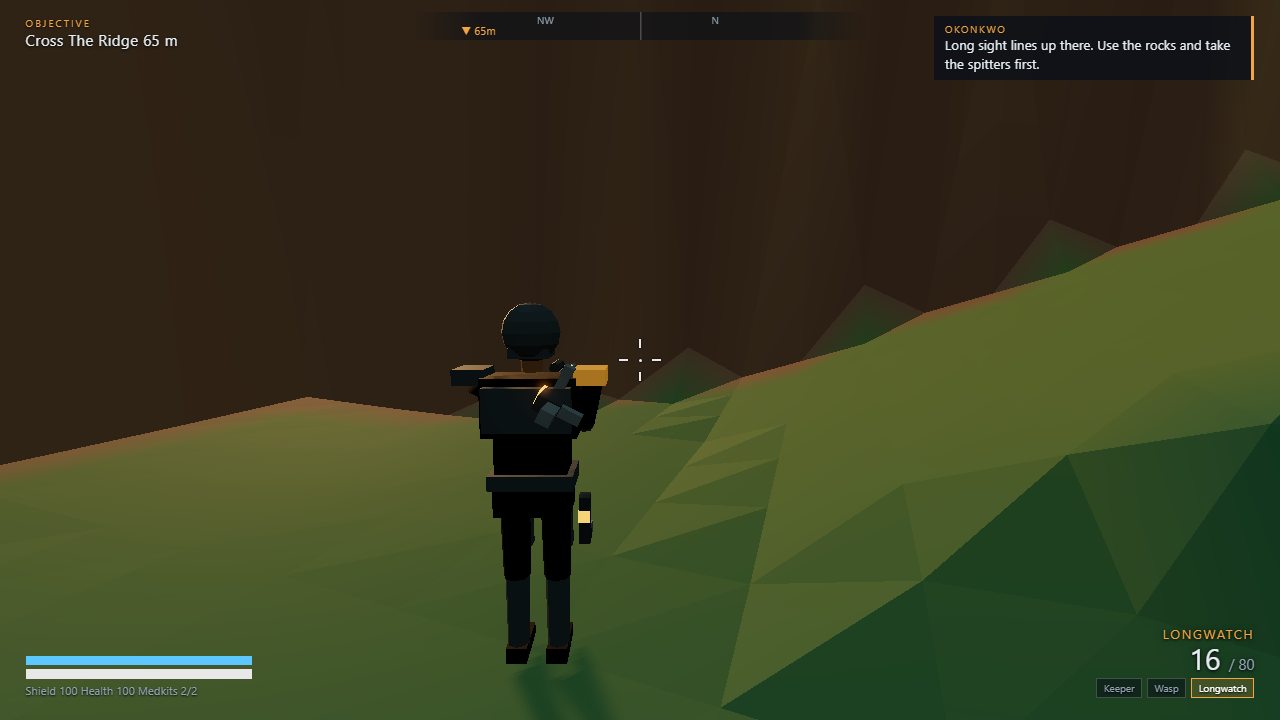 OBJECTIVE
Cross The Ridge 65 m
NW
N
65m
OKONKWO
Long sight lines up there. Use the rocks and take
the spitters first.
Shield 100 Health 100 Medkits 2/2
LONGWATCH
16 / 80
Keeper Wasp Longwatch